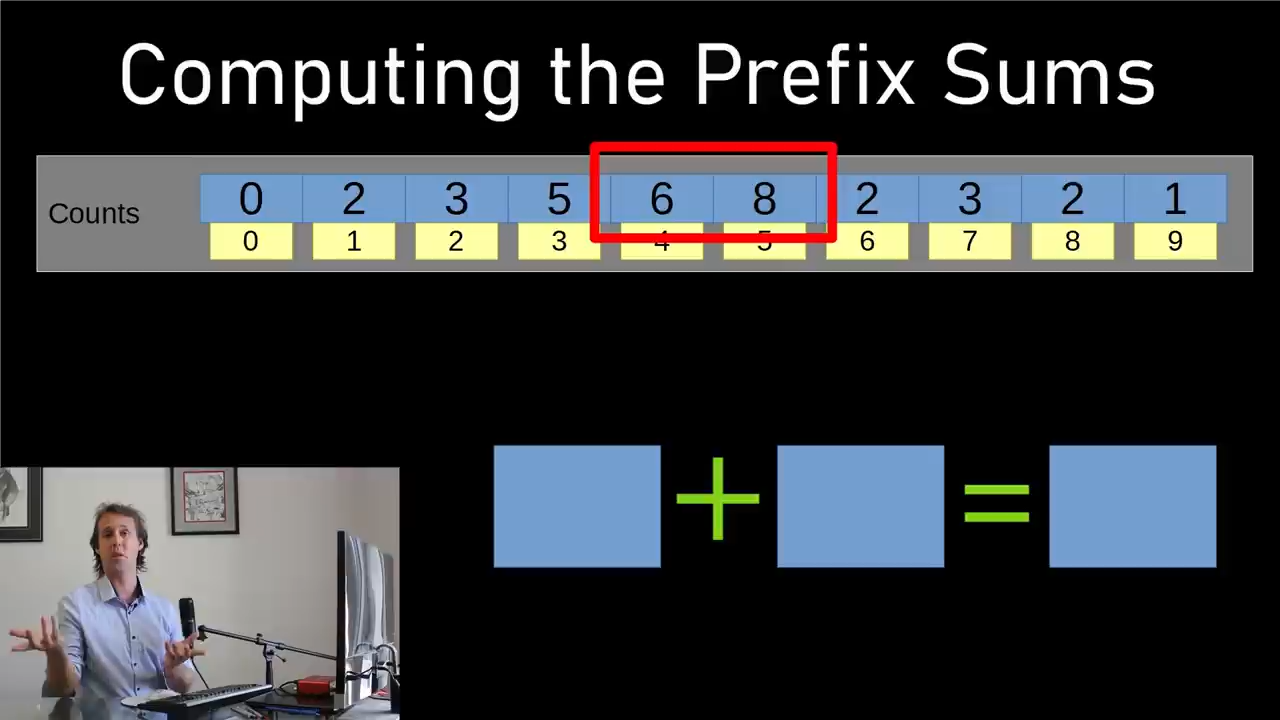 Computing the Prefix Sums
Counts 0 2 3 5 6 8 2 3 2 1
0 1 2 3 4 5 6 7 8 9
+ =